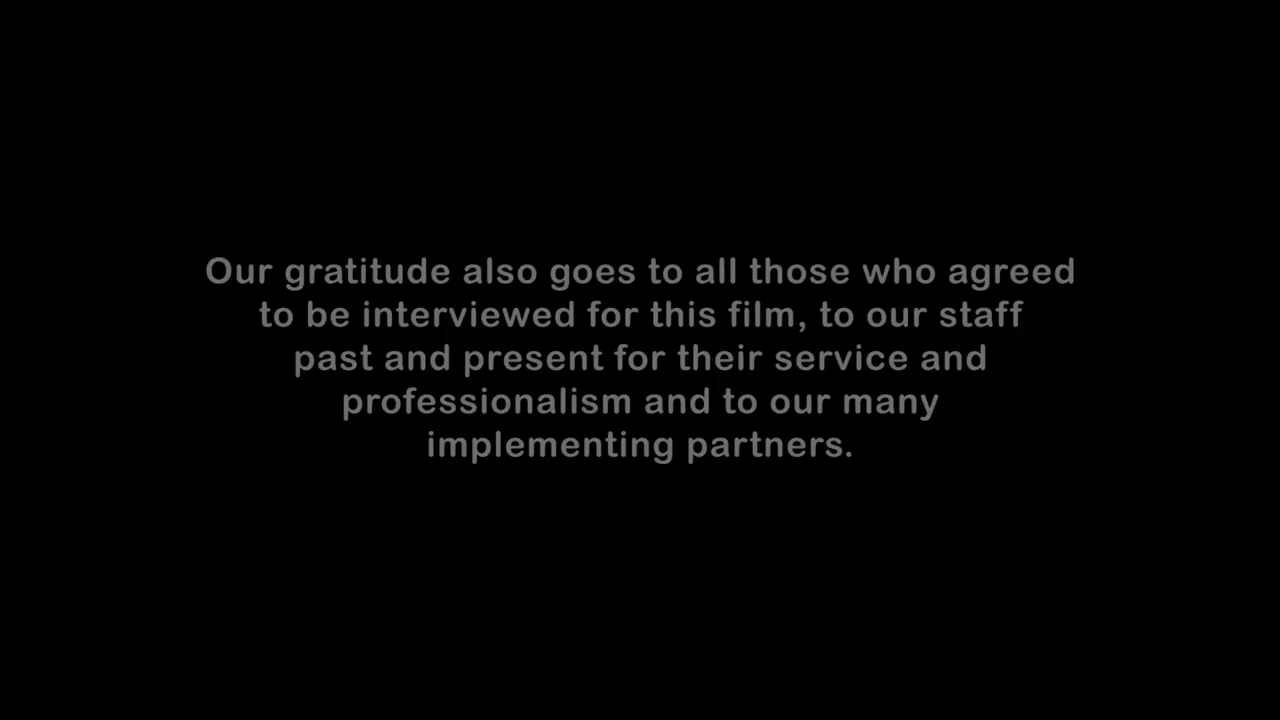 Our gratitude also goes to all those who agreed
to be interviewed for this film, to our staff
past and present for their service and
professionalism and to our many
implementing partners.